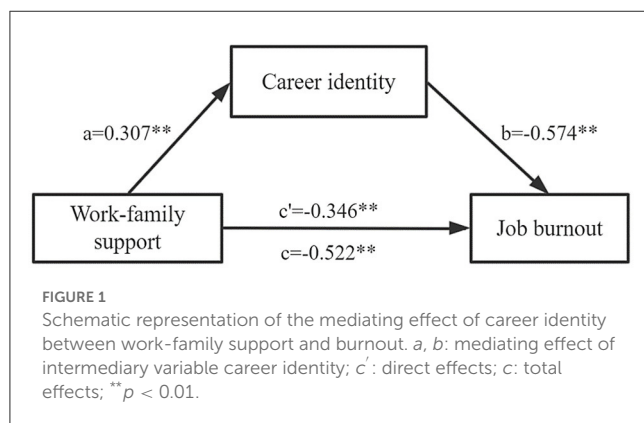 Career identity
a=0.307**
b=-0.574**
Work-family
support
c'=-0.346**
c=-0.522**
Job burnout
FIGURE 1
Schematic representation of the mediating effect of career identity
between work-family support and burnout. a, b: mediating effect of
intermediary variable career identity; c′: direct effects; c: total
effects; **p < 0.01.